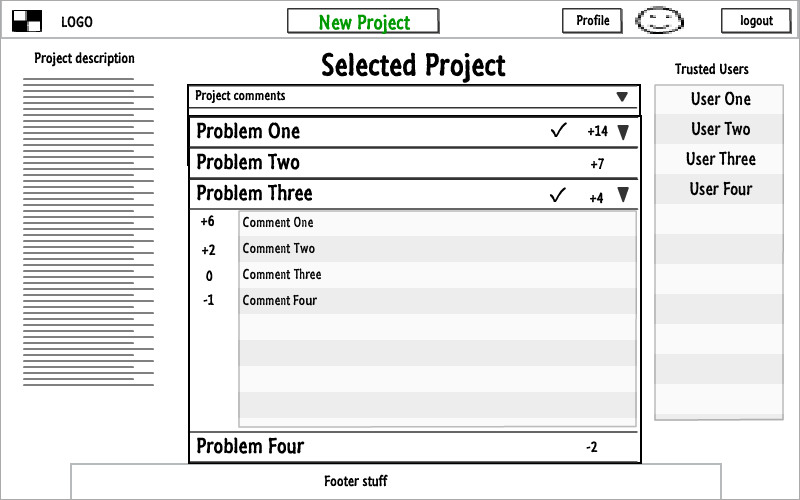 LOGO
New Project
Profile
logout
Project description
Selected Project
Trusted Users
Project comments
Problem One
+14
Problem Two
+7
Problem Three
+4
+6 Comment One
+2 Comment Two
0 Comment Three
-1 Comment Four
Problem Four
-2
User One
User Two
User Three
User Four
Footer stuff